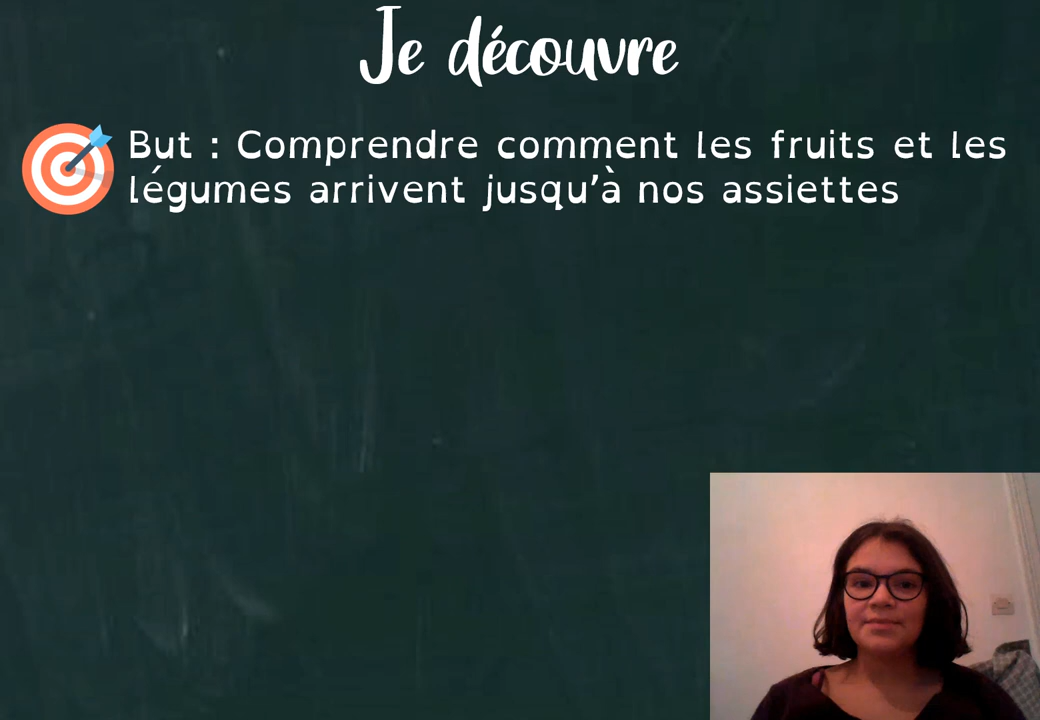 Je découvre
But : Comprendre comment les fruits et les
légumes arrivent jusqu'à nos assiettes